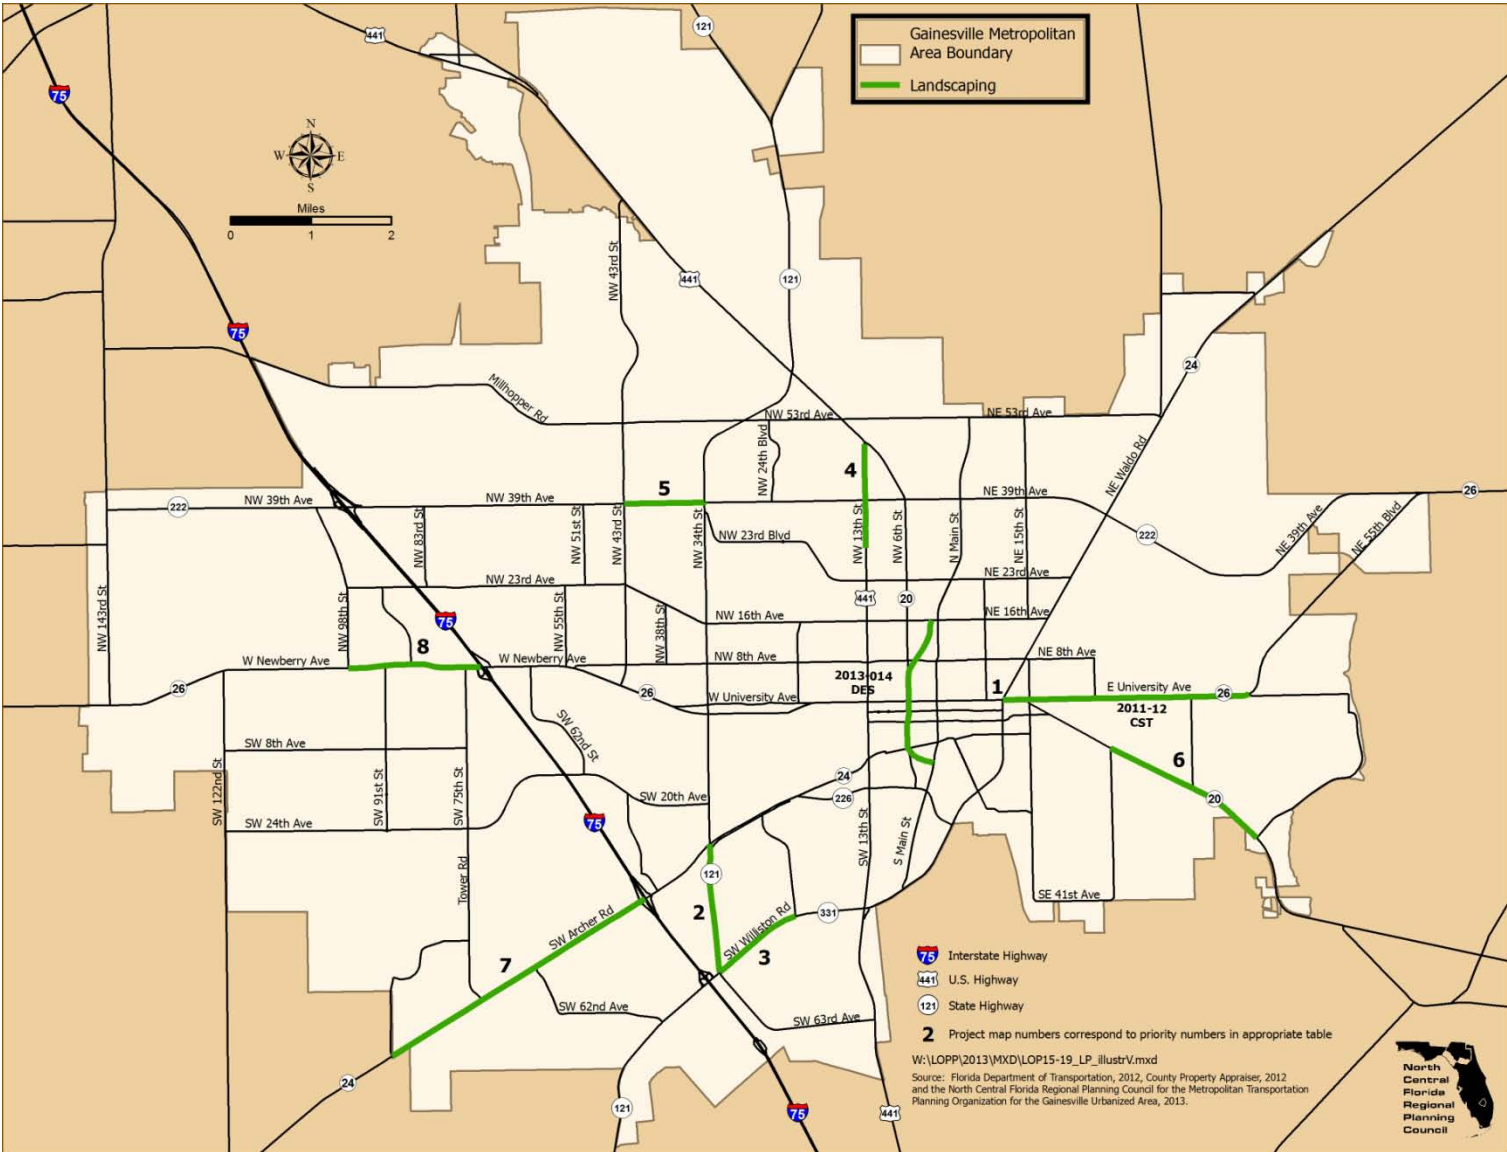 Gainesville Metropolitan
Area Boundary
Landscaping
441
121
75
N
W E
S
Miles
0 1 2
NW 43rd St
441
121
75
24
Millhopper Rd
NW 53rd Ave
NE 53rd Ave
NW 24th Blvd
NE Waldo Rd
4
5
222
NW 39th Ave
NW 39th Ave
NE 39th Ave
26
NW 83rd St
NW 51st St
NW 43rd St
NW 34th St
NW 23rd Blvd
NW 13th St
NW 6th St
N Main St
NE 15th St
222
NE 39th Ave
NE 55th Blvd
NW 143rd St
NW 98th St
NW 23rd Ave
NE 23rd Ave
NW 55th St
NW 38th St
441
20
75
NW 16th Ave
NE 16th Ave
8
W Newberry Ave
W Newberry Ave
NW 8th Ave
NE 8th Ave
26
26
2013-014
DES
1
W University Ave
E University Ave
26
2011-12
CST
SW 62nd St
SW 8th Ave
SW 122nd St
SW 91st St
SW 75th St
24
6
SW 20th Ave
226
20
SW 24th Ave
75
SW 13th St
S Main St
Tower Rd
121
SE 41st Ave
SW Archer Rd
2
SW Williston Rd
331
7
3
SW 62nd Ave
SW 63rd Ave
24
121
75
441
75 Interstate Highway
441 U.S. Highway
121 State Highway
2 Project map numbers correspond to priority numbers in appropriate table
W:\LOPP\2013\MXD\LOP15-19_LP_illustrV.mxd
Source: Florida Department of Transportation, 2012, County Property Appraiser, 2012
and the North Central Florida Regional Planning Council for the Metropolitan Transportation
Planning Organization for the Gainesville Urbanized Area, 2013.
North
Central
Florida
Regional
Planning
Council